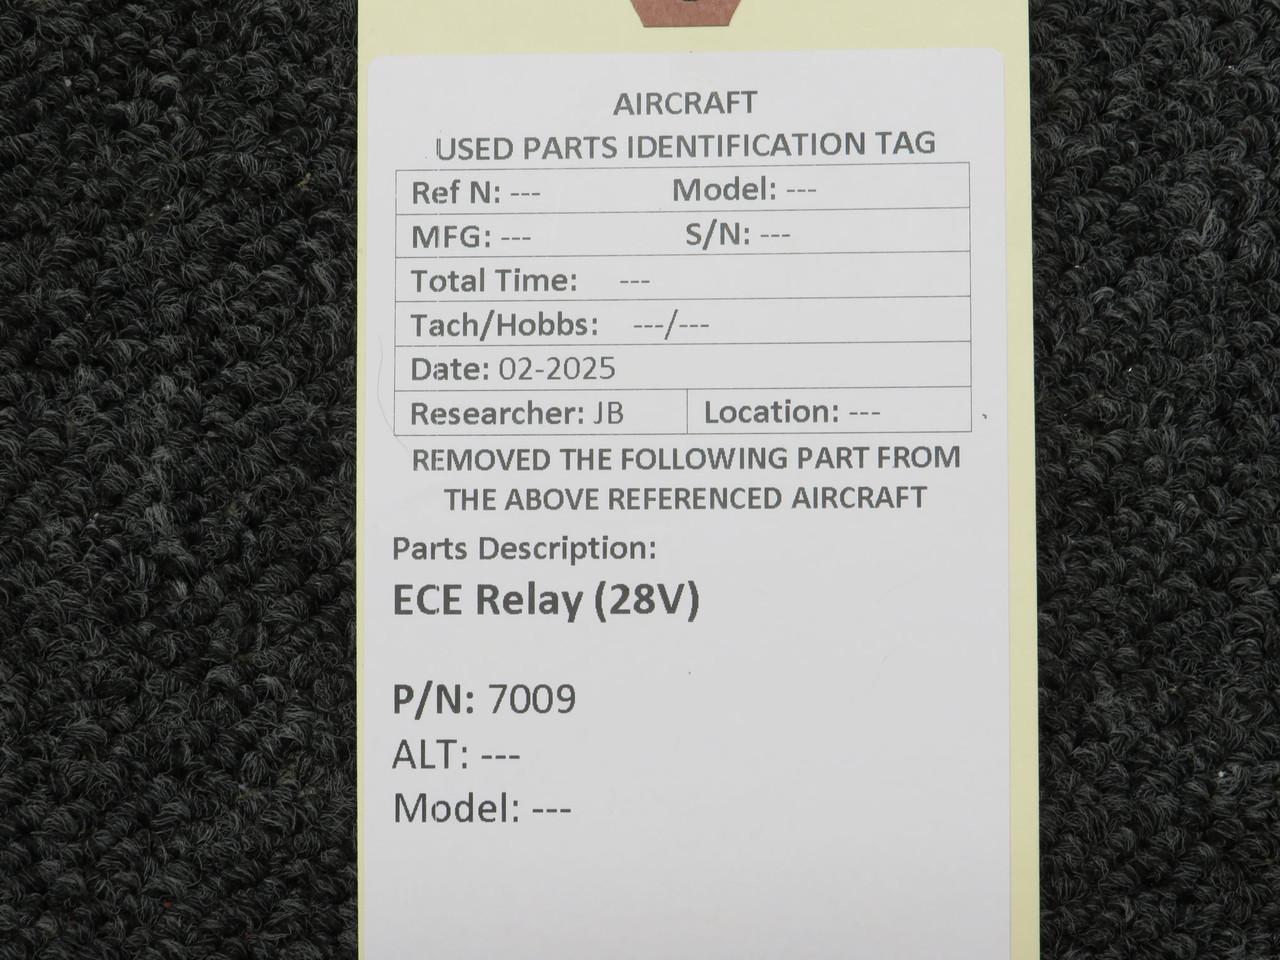 AIRCRAFT
USED PARTS IDENTIFICATION TAG
Ref N: --- Model: ---
MFG: --- S/N: ---
Total Time: ---
Tach/Hobbs: ---/---
Date: 02-2025
Researcher: JB Location: ---
REMOVED THE FOLLOWING PART FROM
THE ABOVE REFERENCED AIRCRAFT
Parts Description:
ECE Relay (28V)
P/N: 7009
ALT: ---
Model: ---